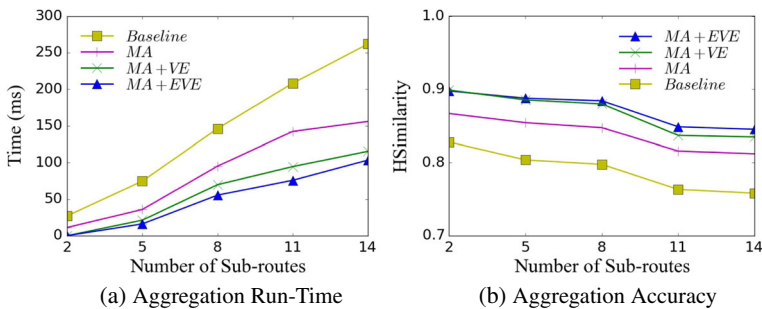 300
250
200
150
100
50
0
Time (ms)
Baseline
MA
MA+VE
MA+EVE
2 5 8 11 14
Number of Sub-routes
(a) Aggregation Run-Time
1.0
0.9
0.8
0.7
HSimilarity
MA+EVE
MA+VE
MA
Baseline
2 5 8 11 14
Number of Sub-routes
(b) Aggregation Accuracy